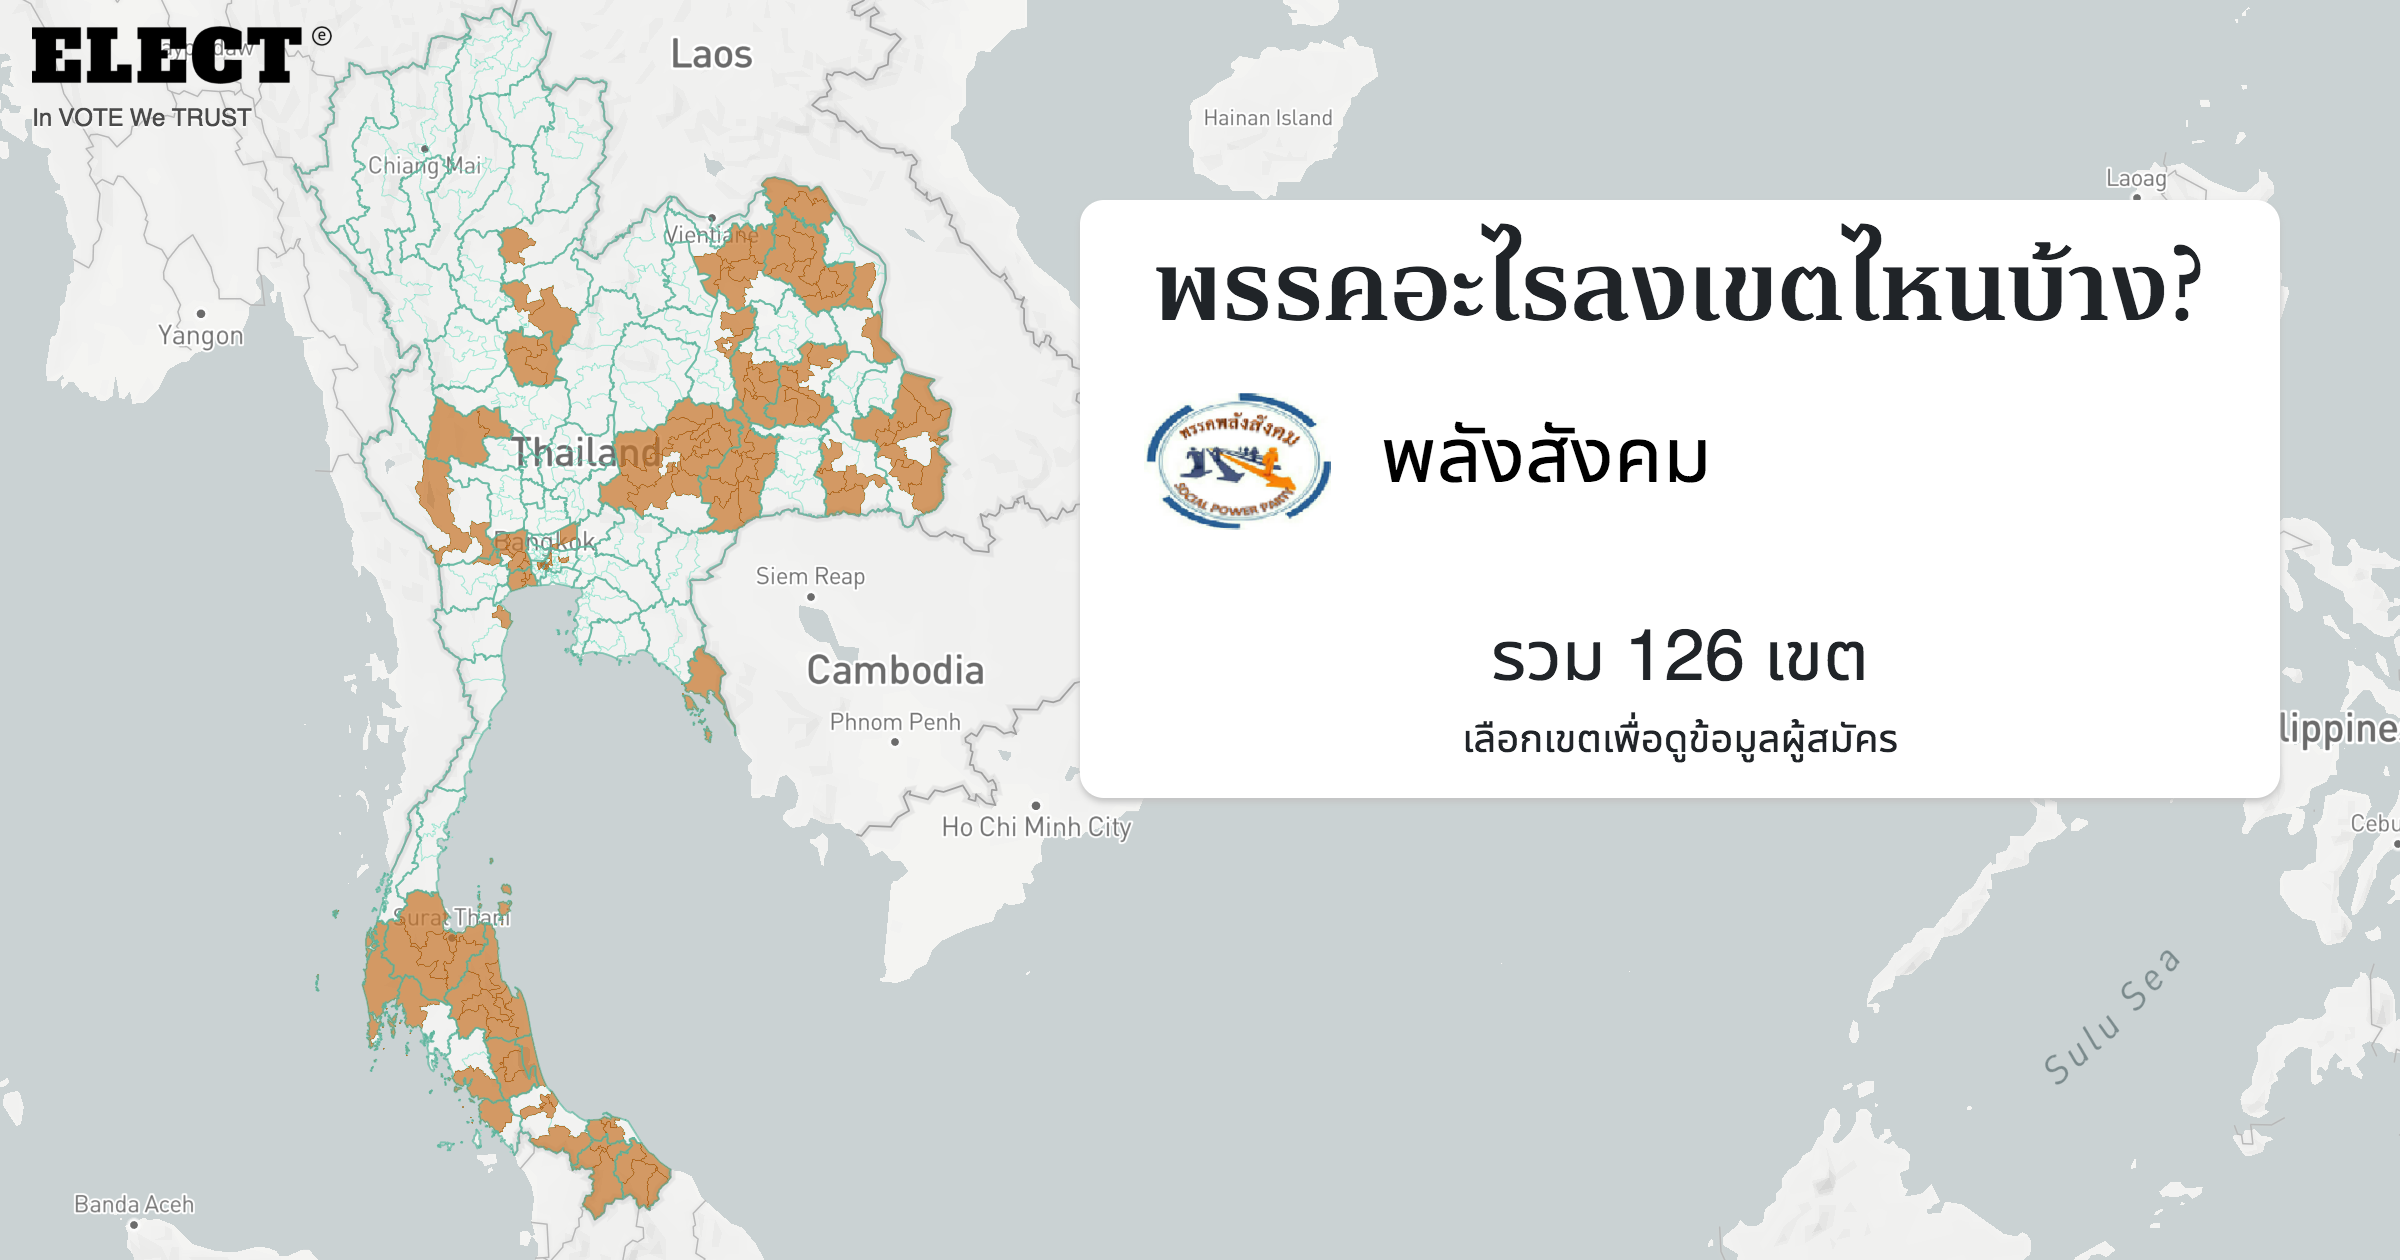 ELECT ⓔ
In VOTE We TRUST
Laos
Hainan Island
Laoag
Chiang Mai
Vientiane
Yangon
Thailand
Bangkok
Siem Reap
Cambodia
Phnom Penh
Ho Chi Minh City
Surat Thani
Banda Aceh
Sulu Sea
lippine
Cebu
พรรคอะไรลงเขตไหนบ้าง?
พรรคพลังสังคม
SOCIAL POWER PARTY
พลังสังคม
รวม 126 เขต
เลือกเขตเพื่อดูข้อมูลผู้สมัคร